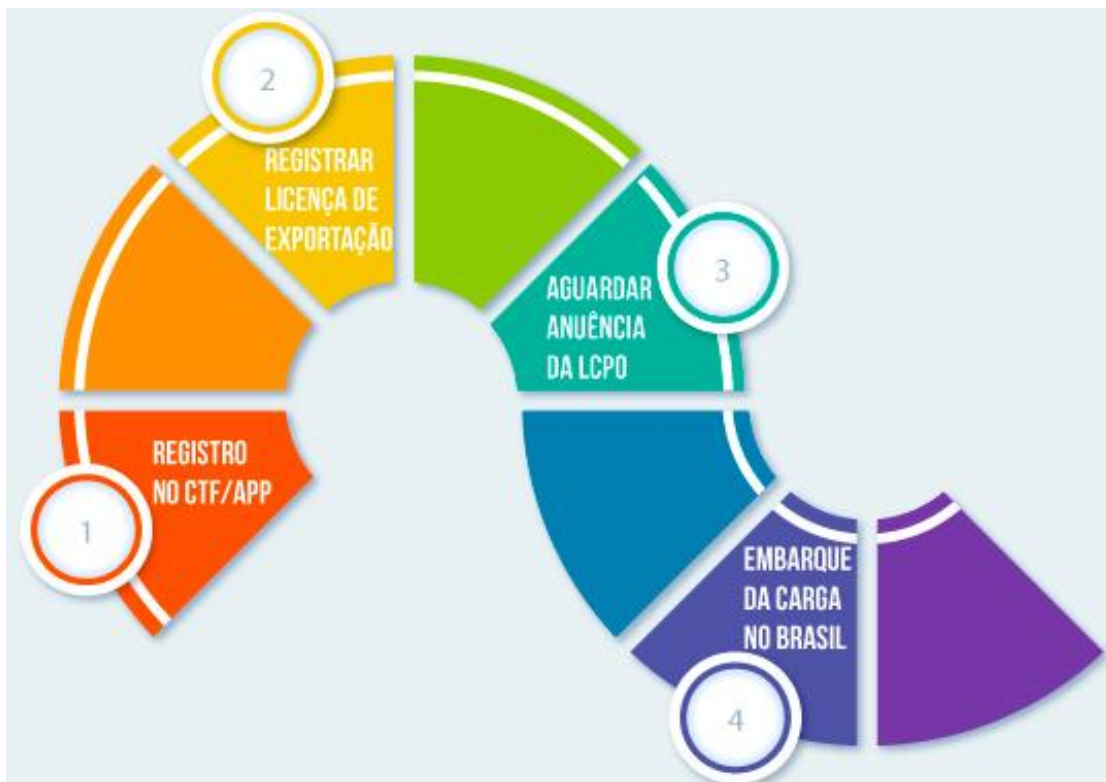 1
REGISTRO
NO CTF/APP
2
REGISTRAR
LICENÇA DE
EXPORTAÇÃO
3
AGUARDAR
ANUÊNCIA
DA LCPO
4
EMBARQUE
DA CARGA
NO BRASIL